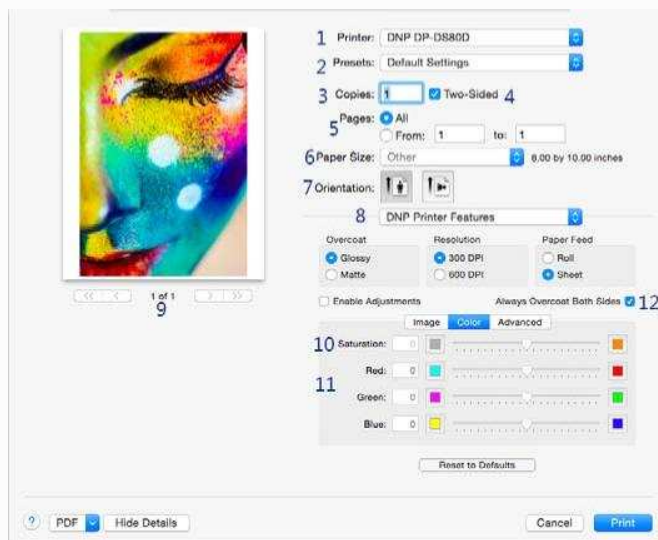 1 Printer: DNP DP-DS80D
2 Presets: Default Settings
3 Copies: 1 Two-Sided 4
5 Pages: All
From: 1 to: 1
6 Paper Size: Other 8.00 by 10.00 inches
7 Orientation:
8 DNP Printer Features
Overcoat Resolution Paper Feed
Glossy 300 DPI Roll
Matte 600 DPI Sheet
<< < 1 of 1 > >>
9
Enable Adjustments Always Overcoat Both Sides 12
Image Color Advanced
10 Saturation: 0
Red: 0
11
Green: 0
Blue: 0
Reset to Defaults
? PDF Hide Details Cancel Print